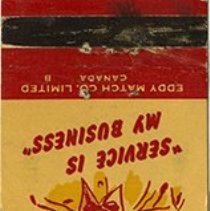 EDDY MATCH CO. LIMITED
CANADA
B
"SERVICE IS
MY BUSINESS"